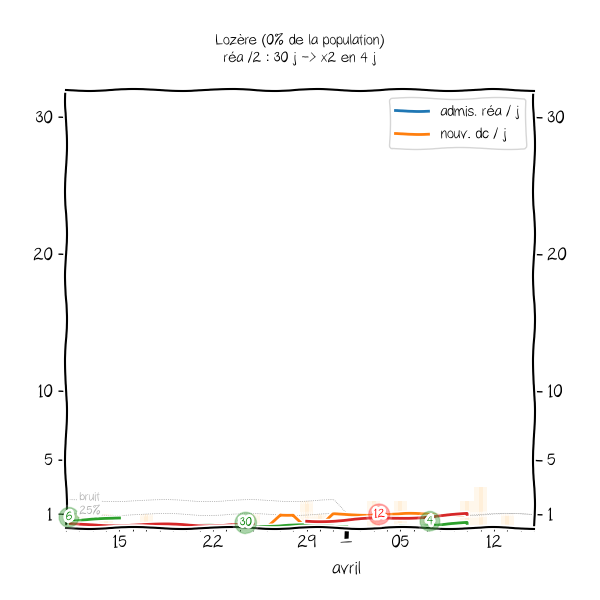 Lozère (0% de la population)
réa /2 : 30 j -> x2 en 4 j
admis. réa / j
nouv. dc / j
30 30
20 20
10 10
5 5
... bruit
25%
1 1
6 30 12 4
15 22 29 1 05 12
avril